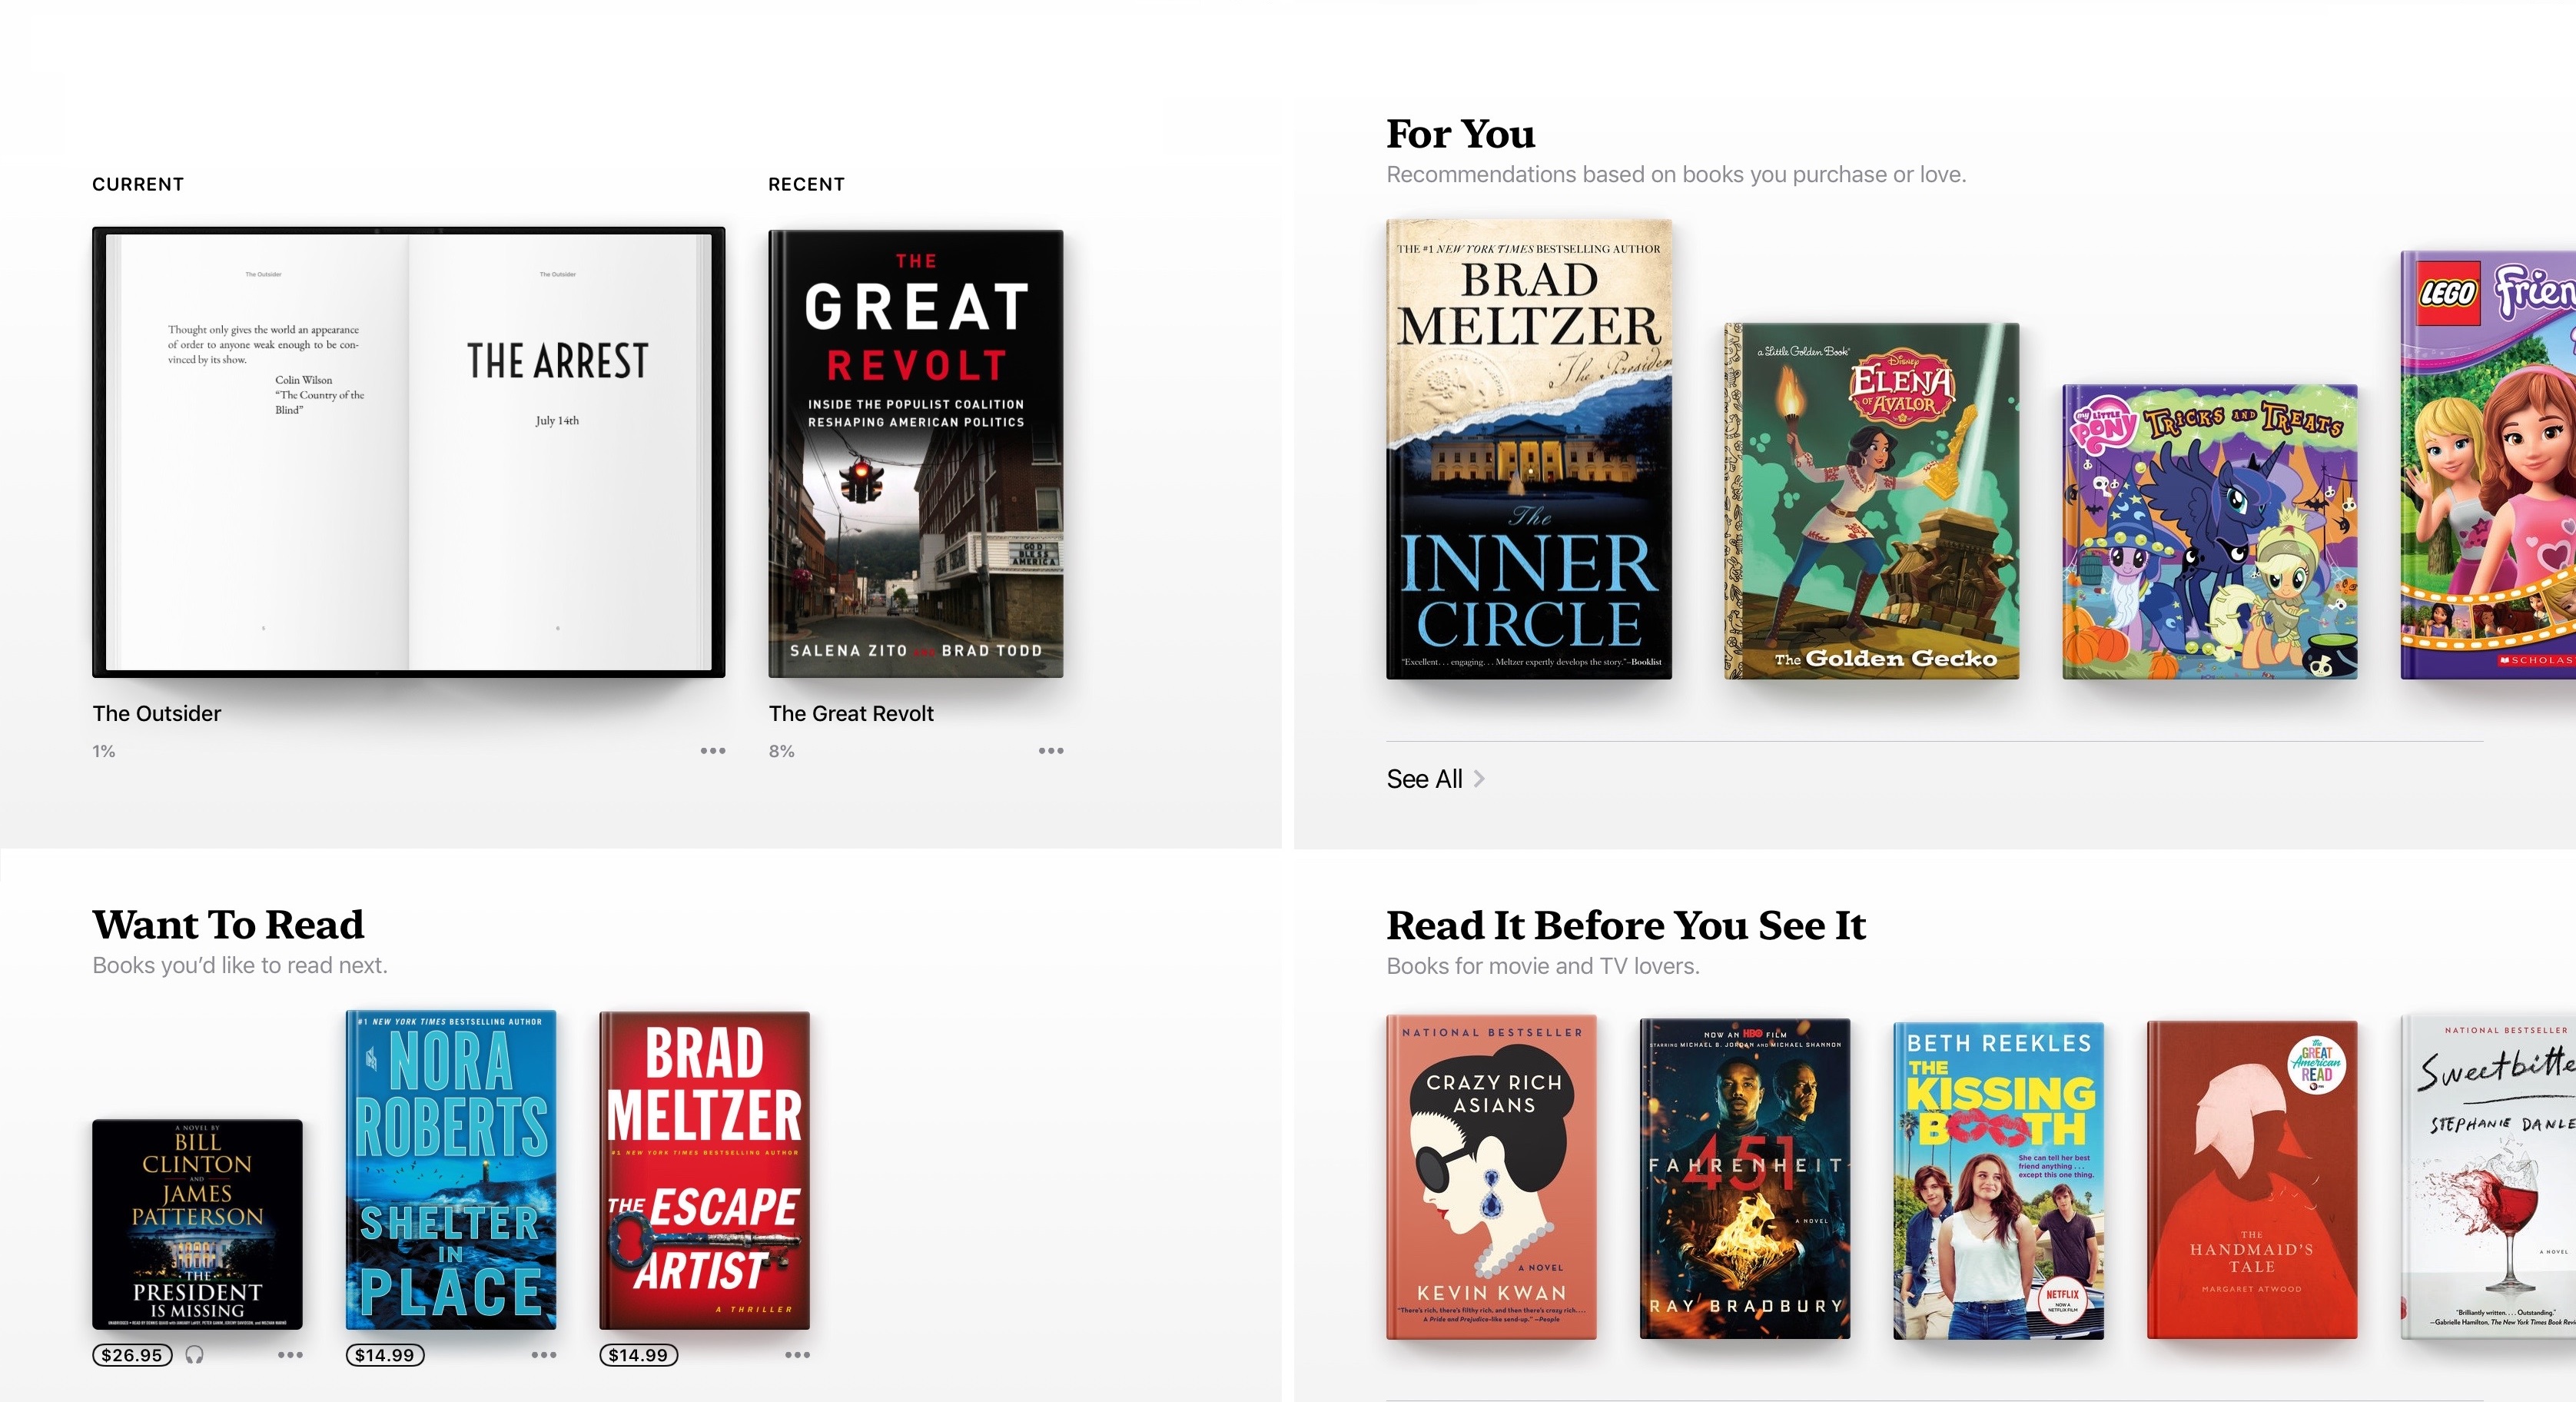 CURRENT
RECENT
The Outsider
Thought only gives the world an appearance
of order to anyone weak enough to be con-
vinced by its show.
Colin Wilson
“The Country of the
Blind”
The Outsider
THE ARREST
July 14th
THE
GREAT
REVOLT
INSIDE THE POPULIST COALITION
RESHAPING AMERICAN POLITICS
GOD
BLESS
AMERICA
SALENA ZITO AND BRAD TODD
The Outsider
1%
The Great Revolt
8%
For You
Recommendations based on books you purchase or love.
THE #1 NEW YORK TIMES BESTSELLING AUTHOR
BRAD
MELTZER
The
INNER
CIRCLE
"Excellent. . . engaging. . . Meltzer expertly develops the story."–Booklist
a Little Golden Book®
Disney
ELENA
OF AVALOR
The Golden Gecko
my LITTLE
PONY
TRICKS AND TREATS
LEGO
See All
Want To Read
Books you’d like to read next.
A NOVEL BY
BILL
CLINTON
AND
JAMES
PATTERSON
THE
PRESIDENT
IS MISSING
$26.95
#1 NEW YORK TIMES BESTSELLING AUTHOR
NORA
ROBERTS
SHELTER
IN
PLACE
$14.99
BRAD
MELTZER
#1 NEW YORK TIMES BESTSELLING AUTHOR
THE ESCAPE
ARTIST
A THRILLER
$14.99
Read It Before You See It
Books for movie and TV lovers.
NATIONAL BESTSELLER
CRAZY RICH
ASIANS
A NOVEL
KEVIN KWAN
"There's rich, there's filthy rich, and then there's crazy rich....
A Pride and Prejudice–like send-up." —People
NOW AN HBO FILM
STARRING MICHAEL B. JORDAN AND MICHAEL SHANNON
451
FAHRENHEIT
A NOVEL
RAY BRADBURY
BETH REEKLES
THE
KISSING
BOOTH
She can tell her best
friend anything . . .
except this one thing.
NETFLIX
NOW A
NETFLIX FILM
the
GREAT
American
READ
THE
HANDMAID'S
TALE
MARGARET ATWOOD
NATIONAL BESTSELLER
STEPHANIE
A NOVEL
"Brilliantly written. . . . Outstanding."
—Gabrielle Hamilton, The New York Times Book